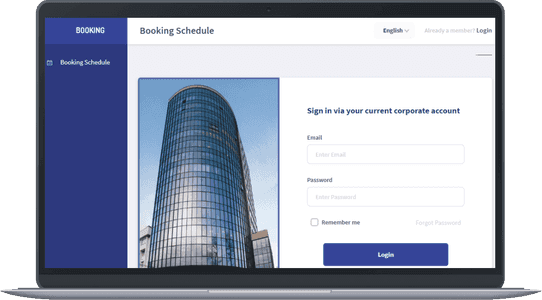 BOOKING
Booking Schedule
English
Already a member? Login
Booking Schedule
Sign in via your current corporate account
Email
Enter Email
Password
Enter Password
Remember me
Forgot Password
Login